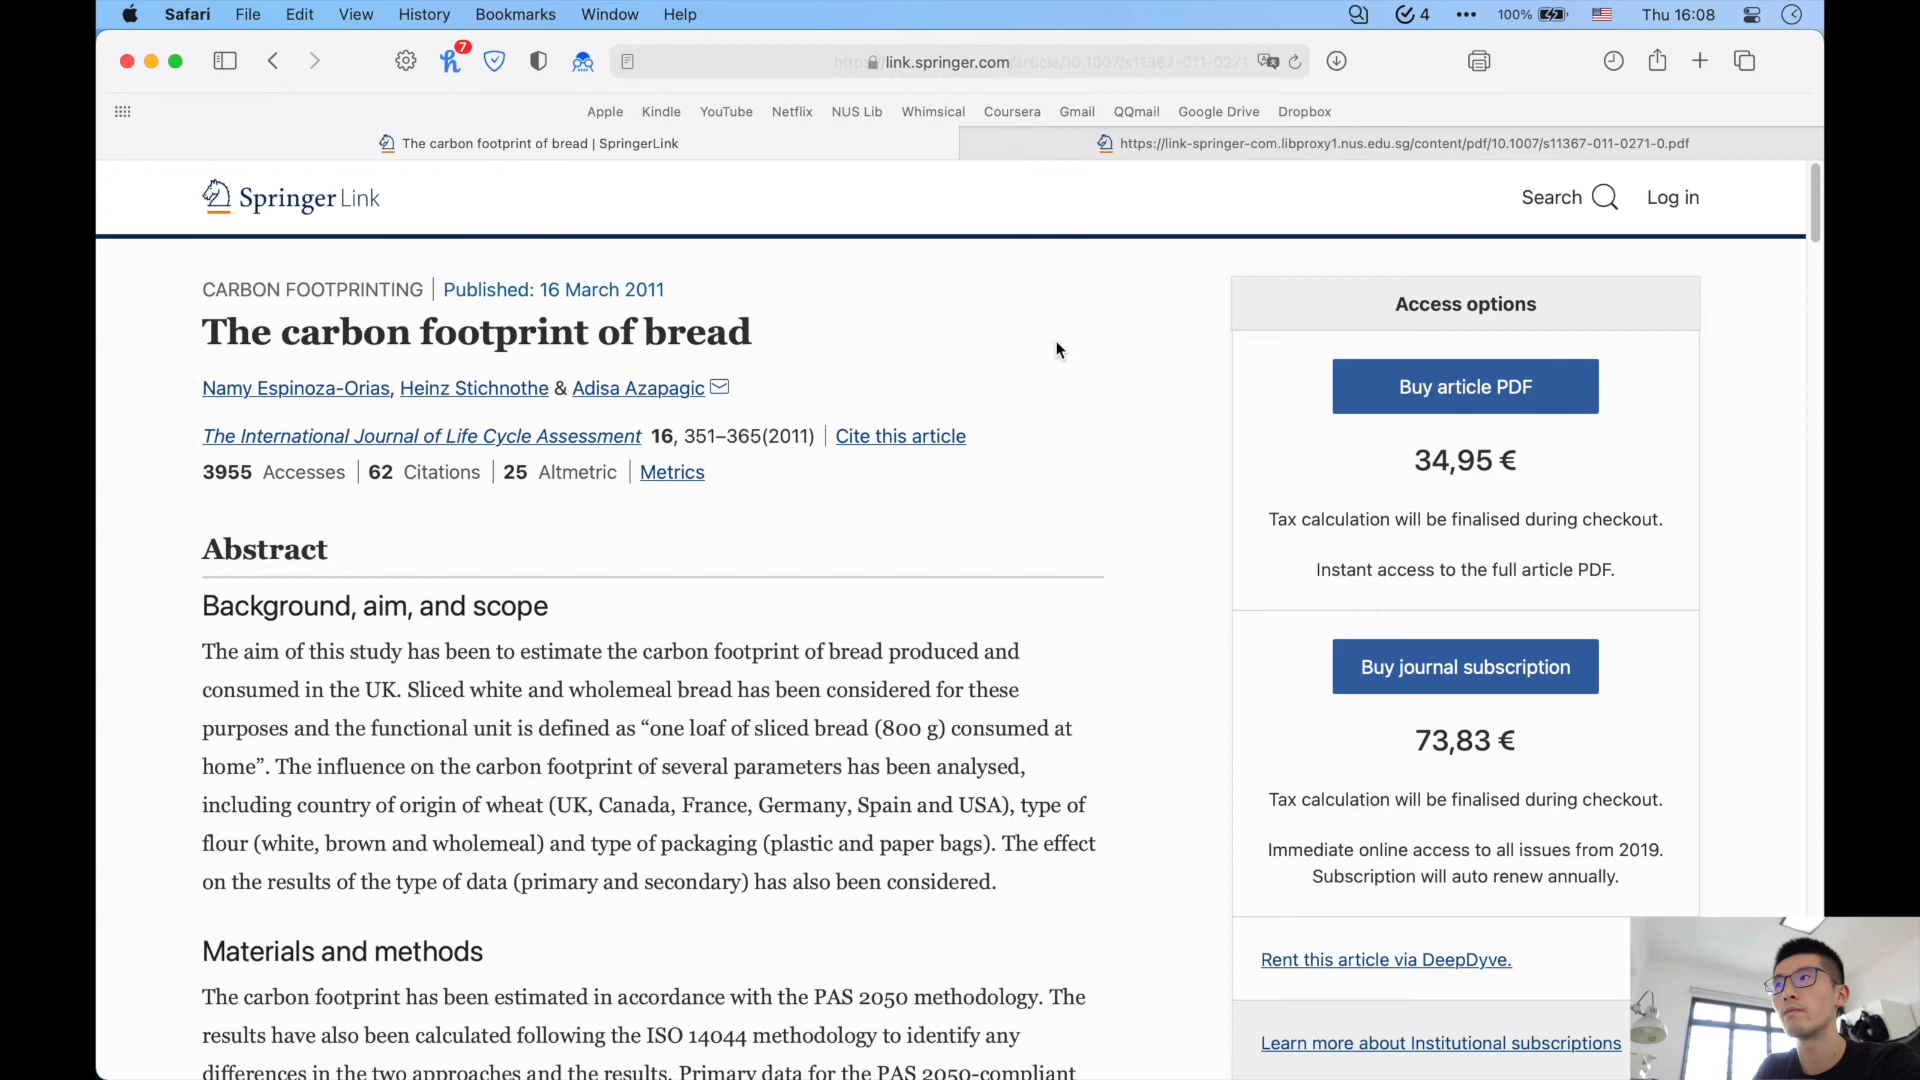 Safari File Edit View History Bookmarks Window Help 4 100% Thu 16:08
7 https://link.springer.com/article/10.1007/s11367-011-0271
Apple Kindle YouTube Netflix NUS Lib Whimsical Coursera Gmail QQmail Google Drive Dropbox
The carbon footprint of bread | SpringerLink
https://link-springer-com.libproxy1.nus.edu.sg/content/pdf/10.1007/s11367-011-0271-0.pdf
Springer Link
Search Log in
CARBON FOOTPRINTING Published: 16 March 2011
The carbon footprint of bread
Namy Espinoza-Orias, Heinz Stichnothe & Adisa Azapagic
The International Journal of Life Cycle Assessment 16, 351–365(2011) Cite this article
3955 Accesses 62 Citations 25 Altmetric Metrics
Abstract
Background, aim, and scope
The aim of this study has been to estimate the carbon footprint of bread produced and
consumed in the UK. Sliced white and wholemeal bread has been considered for these
purposes and the functional unit is defined as “one loaf of sliced bread (800 g) consumed at
home”. The influence on the carbon footprint of several parameters has been analysed,
including country of origin of wheat (UK, Canada, France, Germany, Spain and USA), type of
flour (white, brown and wholemeal) and type of packaging (plastic and paper bags). The effect
on the results of the type of data (primary and secondary) has also been considered.
Materials and methods
The carbon footprint has been estimated in accordance with the PAS 2050 methodology. The
results have also been calculated following the ISO 14044 methodology to identify any
differences in the two approaches and the results. Primary data for the PAS 2050-compliant
Access options
Buy article PDF
34,95 €
Tax calculation will be finalised during checkout.
Instant access to the full article PDF.
Buy journal subscription
73,83 €
Tax calculation will be finalised during checkout.
Immediate online access to all issues from 2019.
Subscription will auto renew annually.
Rent this article via DeepDyve.
Learn more about Institutional subscriptions